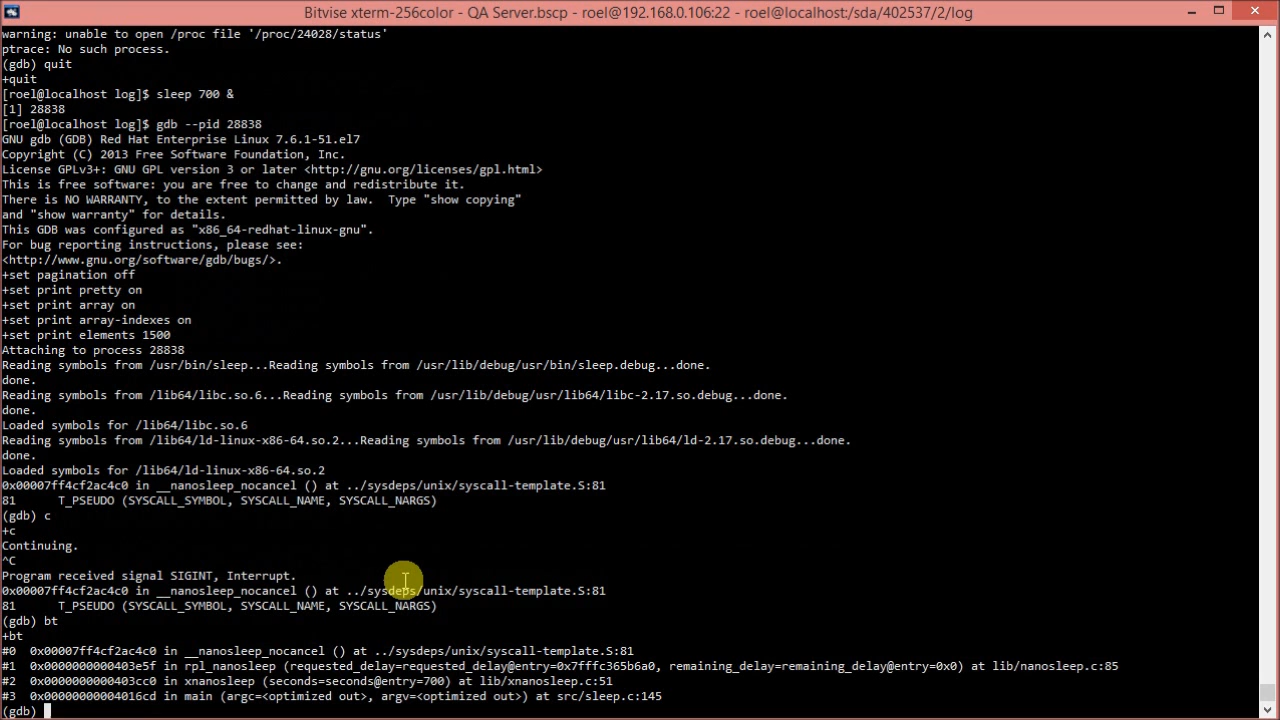 Bitvise xterm-256color - QA Server.bscp - roel@192.168.0.106:22 - roel@localhost:/sda/402537/2/log
warning: unable to open /proc file '/proc/24028/status'
ptrace: No such process.
(gdb) quit
+quit
[roel@localhost log]$ sleep 700 &
[1] 28838
[roel@localhost log]$ gdb --pid 28838
GNU gdb (GDB) Red Hat Enterprise Linux 7.6.1-51.el7
Copyright (C) 2013 Free Software Foundation, Inc.
License GPLv3+: GNU GPL version 3 or later <http://gnu.org/licenses/gpl.html>
This is free software: you are free to change and redistribute it.
There is NO WARRANTY, to the extent permitted by law.  Type "show copying"
and "show warranty" for details.
This GDB was configured as "x86_64-redhat-linux-gnu".
For bug reporting instructions, please see:
<http://www.gnu.org/software/gdb/bugs/>.
+set pagination off
+set print pretty on
+set print array on
+set print array-indexes on
+set print elements 1500
Attaching to process 28838
Reading symbols from /usr/bin/sleep...Reading symbols from /usr/lib/debug/usr/bin/sleep.debug...done.
done.
Reading symbols from /lib64/libc.so.6...Reading symbols from /usr/lib/debug/usr/lib64/libc-2.17.so.debug...done.
done.
Loaded symbols for /lib64/libc.so.6
Reading symbols from /lib64/ld-linux-x86-64.so.2...Reading symbols from /usr/lib/debug/usr/lib64/ld-2.17.so.debug...done.
done.
Loaded symbols for /lib64/ld-linux-x86-64.so.2
0x00007ff4cf2ac4c0 in __nanosleep_nocancel () at ../sysdeps/unix/syscall-template.S:81
81      T_PSEUDO (SYSCALL_SYMBOL, SYSCALL_NAME, SYSCALL_NARGS)
(gdb) c
+c
Continuing.
^C
Program received signal SIGINT, Interrupt.
0x00007ff4cf2ac4c0 in __nanosleep_nocancel () at ../sysdeps/unix/syscall-template.S:81
81      T_PSEUDO (SYSCALL_SYMBOL, SYSCALL_NAME, SYSCALL_NARGS)
(gdb) bt
+bt
#0  0x00007ff4cf2ac4c0 in __nanosleep_nocancel () at ../sysdeps/unix/syscall-template.S:81
#1  0x0000000000403e5f in rpl_nanosleep (requested_delay=requested_delay@entry=0x7fffc365b6a0, remaining_delay=remaining_delay@entry=0x0) at lib/nanosleep.c:85
#2  0x0000000000403cc0 in xnanosleep (seconds=seconds@entry=700) at lib/xnanosleep.c:51
#3  0x00000000004016cd in main (argc=<optimized out>, argv=<optimized out>) at src/sleep.c:145
(gdb)